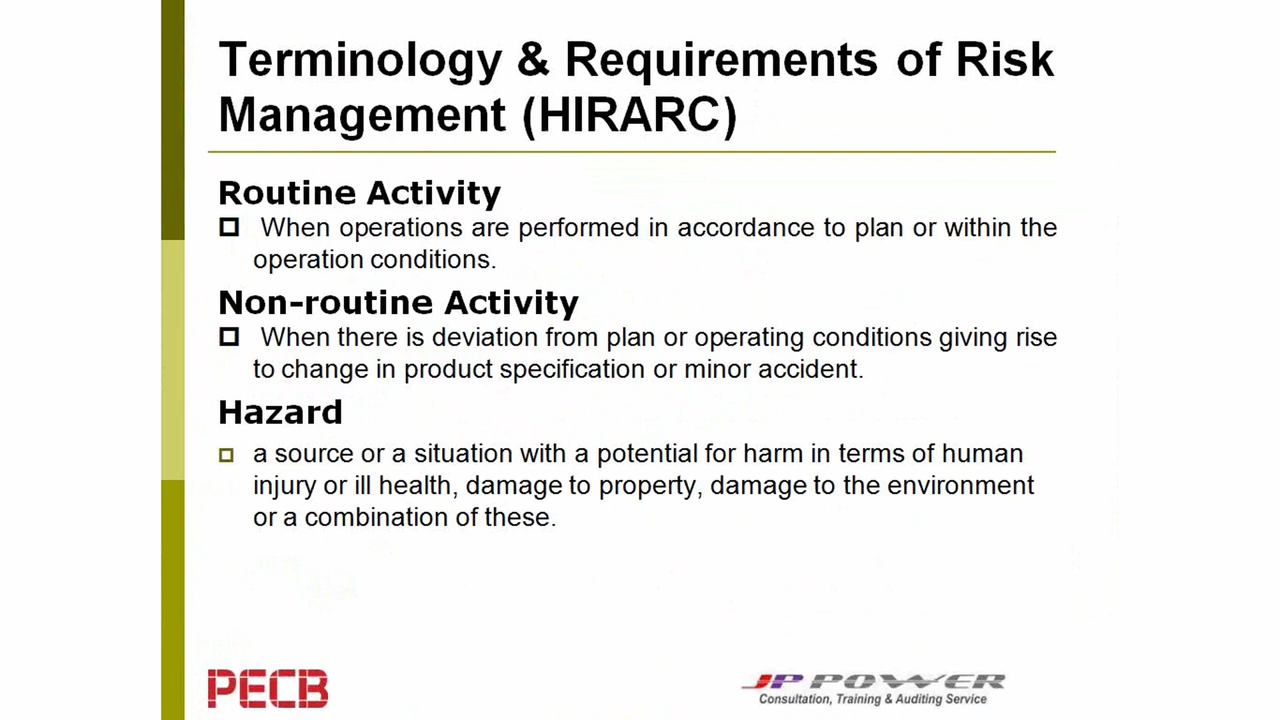 Terminology & Requirements of Risk
Management (HIRARC)
Routine Activity
When operations are performed in accordance to plan or within the
operation conditions.
Non-routine Activity
When there is deviation from plan or operating conditions giving rise
to change in product specification or minor accident.
Hazard
a source or a situation with a potential for harm in terms of human
injury or ill health, damage to property, damage to the environment
or a combination of these.
PECB
JP POWER
Consultation, Training & Auditing Service